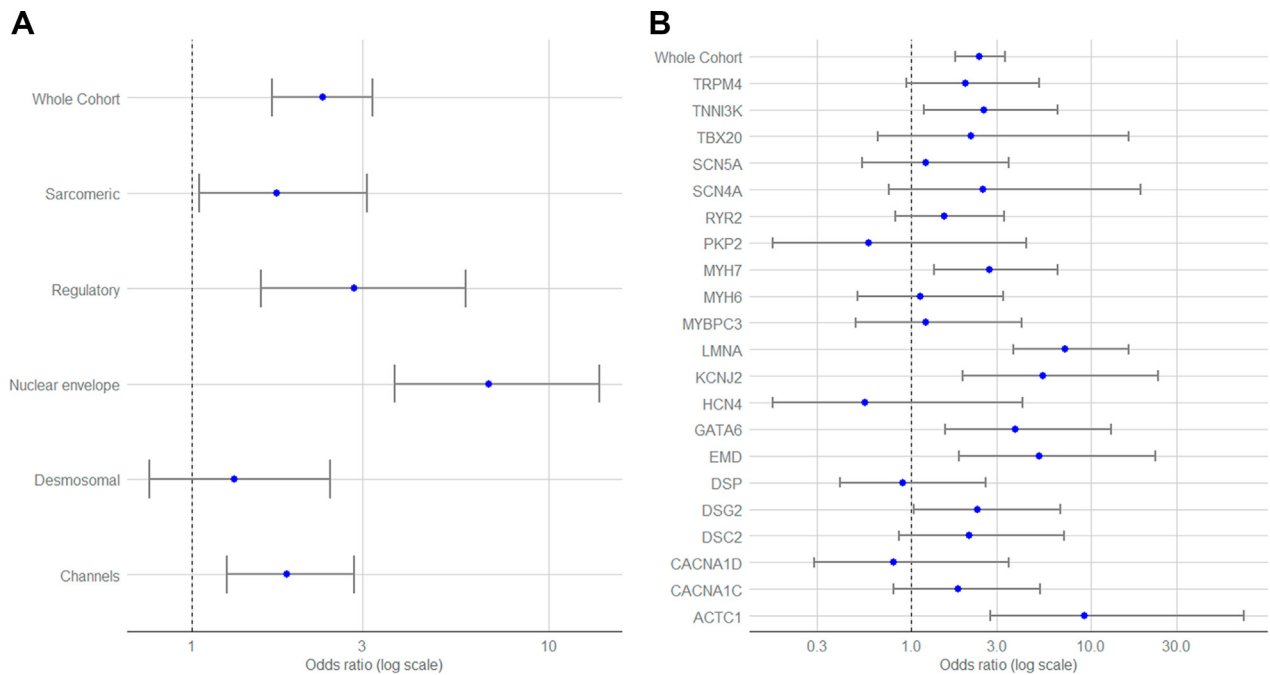 A
Whole Cohort
Sarcomeric
Regulatory
Nuclear envelope
Desmosomal
Channels
1
3
10
Odds ratio (log scale)
B
Whole Cohort
TRPM4
TNNI3K
TBX20
SCN5A
SCN4A
RYR2
PKP2
MYH7
MYH6
MYBPC3
LMNA
KCNJ2
HCN4
GATA6
EMD
DSP
DSG2
DSC2
CACNA1D
CACNA1C
ACTC1
0.3
1.0
3.0
10.0
30.0
Odds ratio (log scale)